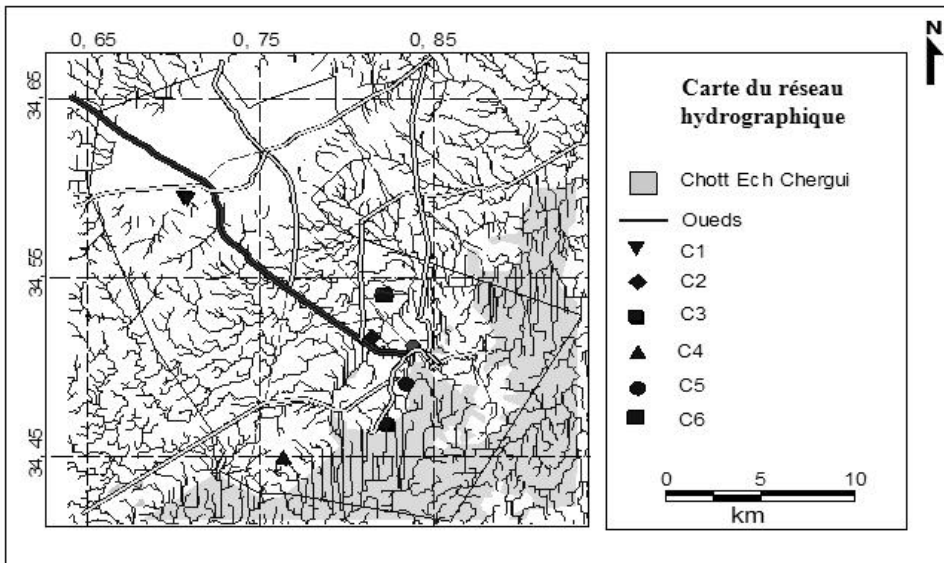 0, 65 0, 75 0, 85
N
34, 65
34, 55
34, 45
Carte du réseau
hydrographique
Chott Ech Chergui
Oueds
C1
C2
C3
C4
C5
C6
0 5 10
km